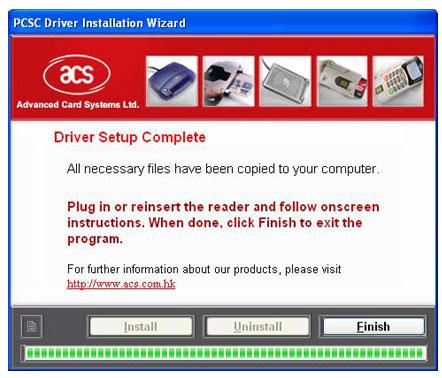 PCSC Driver Installation Wizard
acs
Advanced Card Systems Ltd.
Driver Setup Complete
All necessary files have been copied to your computer.
Plug in or reinsert the reader and follow onscreen
instructions. When done, click Finish to exit the
program.
For further information about our products, please visit
http://www.acs.com.hk
Install
Uninstall
Finish